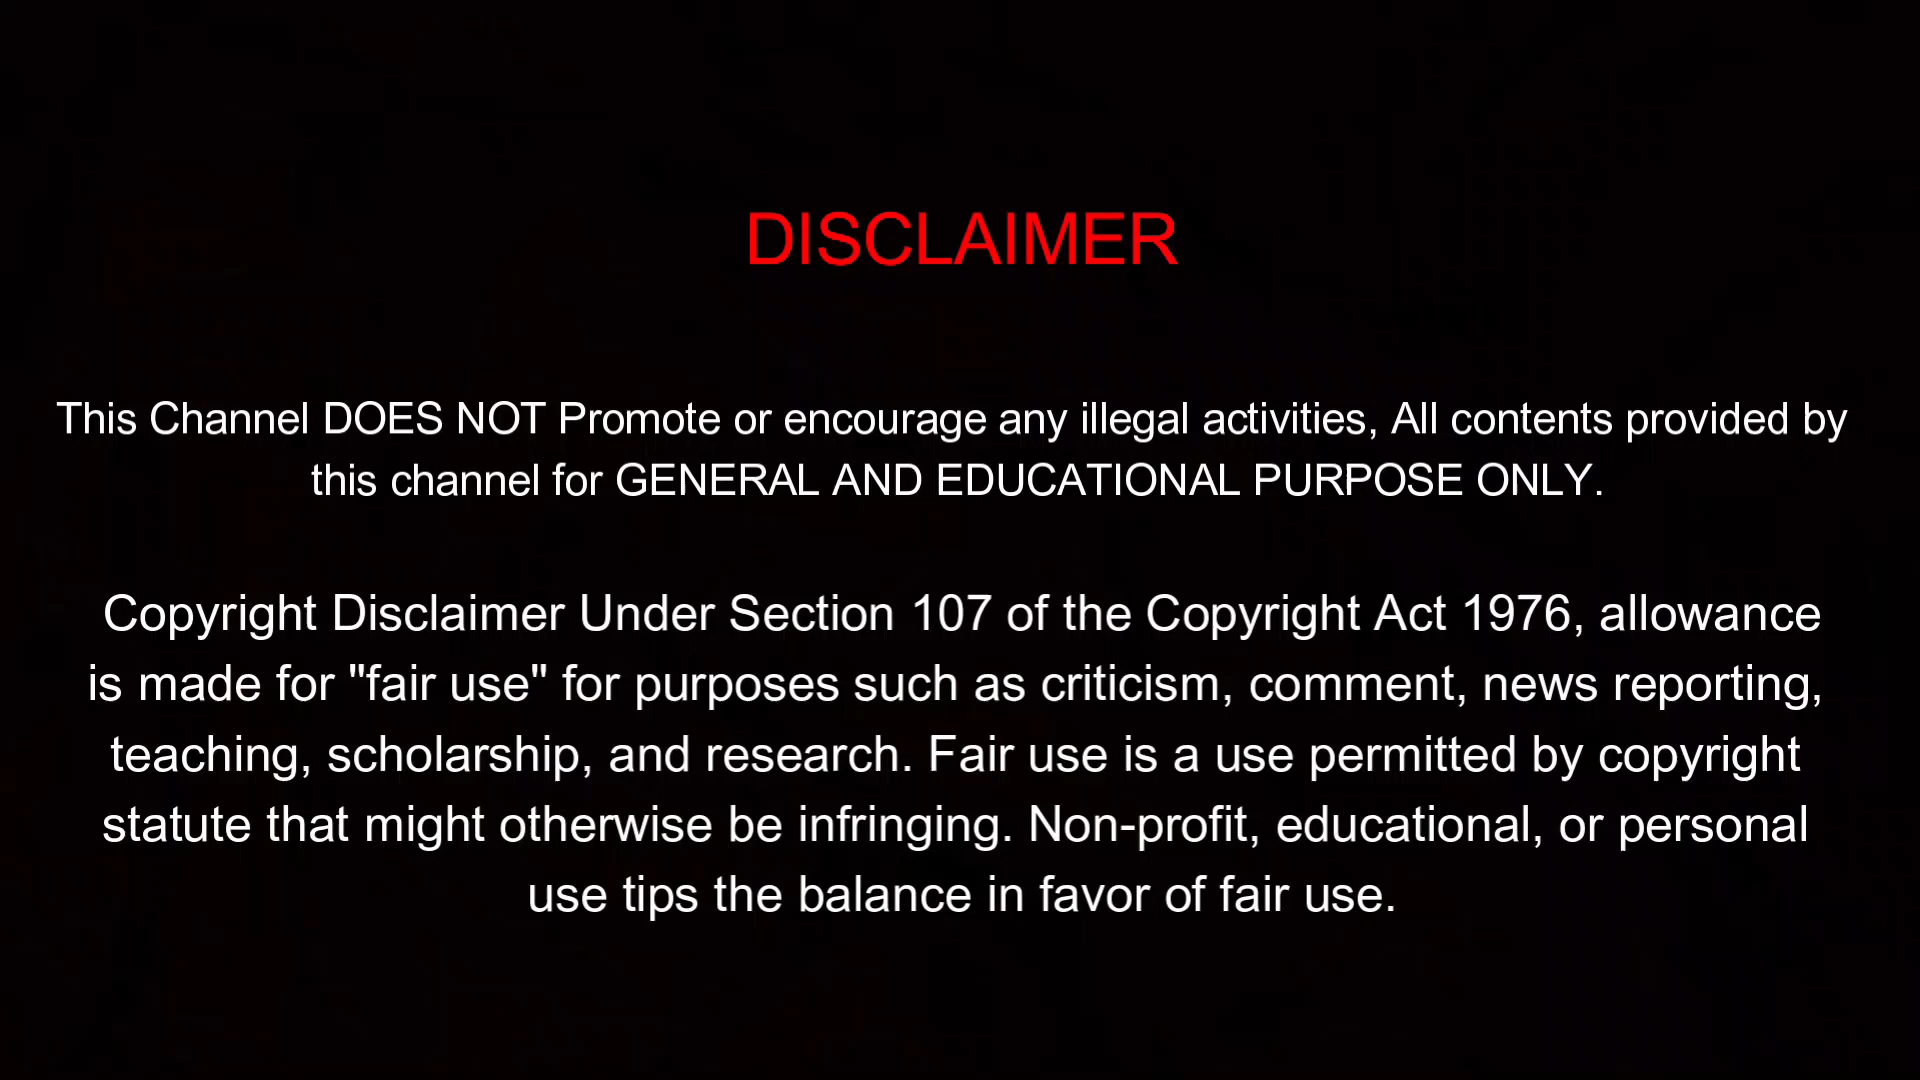 DISCLAIMER
This Channel DOES NOT Promote or encourage any illegal activities, All contents provided by
this channel for GENERAL AND EDUCATIONAL PURPOSE ONLY.
Copyright Disclaimer Under Section 107 of the Copyright Act 1976, allowance
is made for "fair use" for purposes such as criticism, comment, news reporting,
teaching, scholarship, and research. Fair use is a use permitted by copyright
statute that might otherwise be infringing. Non-profit, educational, or personal
use tips the balance in favor of fair use.